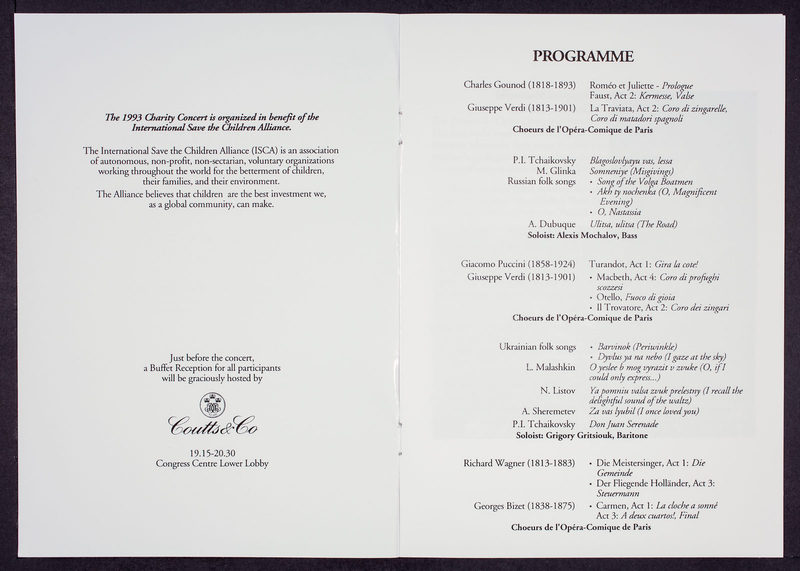 The 1993 Charity Concert is organized in benefit of the
International Save the Children Alliance.
The International Save the Children Alliance (ISCA) is an association
of autonomous, non-profit, non-sectarian, voluntary organizations
working throughout the world for the betterment of children,
their families, and their environment.
The Alliance believes that children are the best investment we,
as a global community, can make.
Just before the concert,
a Buffet Reception for all participants
will be graciously hosted by
Coutts & Co
19.15-20.30
Congress Centre Lower Lobby
PROGRAMME
Charles Gounod (1818-1893) Roméo et Juliette - Prologue
Faust, Act 2: Kermesse, Valse
Giuseppe Verdi (1813-1901) La Traviata, Act 2: Coro di zingarelle,
Coro di matadori spagnoli
Choeurs de l'Opéra-Comique de Paris
P.I. Tchaikovsky Blagoslovlyayu vas, lessa
M. Glinka Somneniye (Misgivings)
Russian folk songs • Song of the Volga Boatmen
• Akh ty nochenka (O, Magnificent
Evening)
• O, Nastassia
A. Dubuque Ulitsa, ulitsa (The Road)
Soloist: Alexis Mochalov, Bass
Giacomo Puccini (1858-1924) Turandot, Act 1: Gira la cote!
Giuseppe Verdi (1813-1901) • Macbeth, Act 4: Coro di profughi
scozzesi
• Otello, Fuoco di gioia
• Il Trovatore, Act 2: Coro dei zingari
Choeurs de l'Opéra-Comique de Paris
Ukrainian folk songs • Barvinok (Periwinkle)
• Dyvlus ya na nebo (I gaze at the sky)
L. Malashkin O yeslee b mog vyrazit v zvuke (O, if I
could only express...)
N. Listov Ya pomniu valsa zvuk prelestny (I recall the
delightful sound of the waltz)
A. Sheremetev Za vas lyubil (I once loved you)
P.I. Tchaikovsky Don Juan Serenade
Soloist: Grigory Gritsiouk, Baritone
Richard Wagner (1813-1883) • Die Meistersinger, Act 1: Die
Gemeinde
• Der Fliegende Holländer, Act 3:
Steuermann
Georges Bizet (1838-1875) • Carmen, Act 1: La cloche a sonné
Act 3: A deux cuartos!, Final
Choeurs de l'Opéra-Comique de Paris